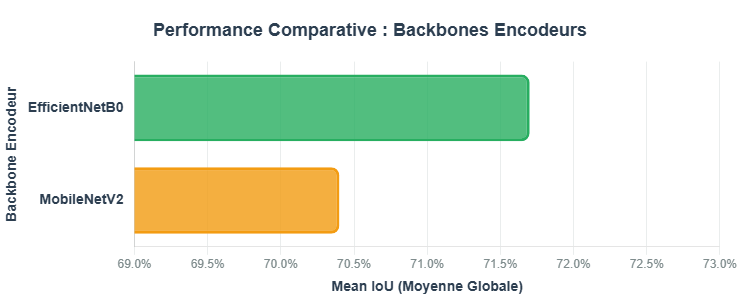 Performance Comparative : Backbones Encodeurs
Backbone Encodeur
EfficientNetB0
MobileNetV2
69.0% 69.5% 70.0% 70.5% 71.0% 71.5% 72.0% 72.5% 73.0%
Mean IoU (Moyenne Globale)